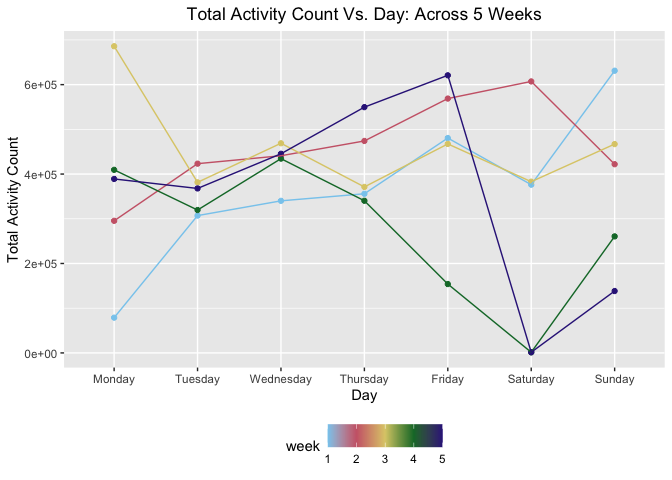 Total Activity Count Vs. Day: Across 5 Weeks
Total Activity Count
6e+05
4e+05
2e+05
0e+00
Monday Tuesday Wednesday Thursday Friday Saturday Sunday
Day
week
1 2 3 4 5